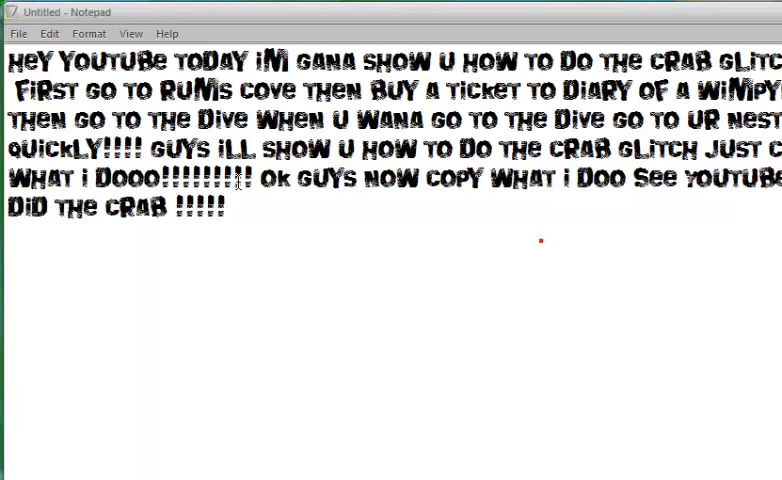 Untitled - Notepad
File Edit Format View Help
HeY YOUTUBe TODAY iM GANA SHOW U HOW TO DO THe CRAB GLiTC
FiRST GO TO RUMS COVe THeN BUY A TiCKeT TO DiARY OF A WiMPY
THeN GO TO THe DiVe WHeN U WANA GO TO THe DiVe GO TO UR NeST
QUiCKLY!!!! GUYS iLL SHOW U HOW TO DO THe CRAB GLiTCH JUST C
WHAT i DOOO!!!!!!!!! OK GUYS NOW COPY WHAT i DOO See YOUTUBe
DiD THe CRAB !!!!!